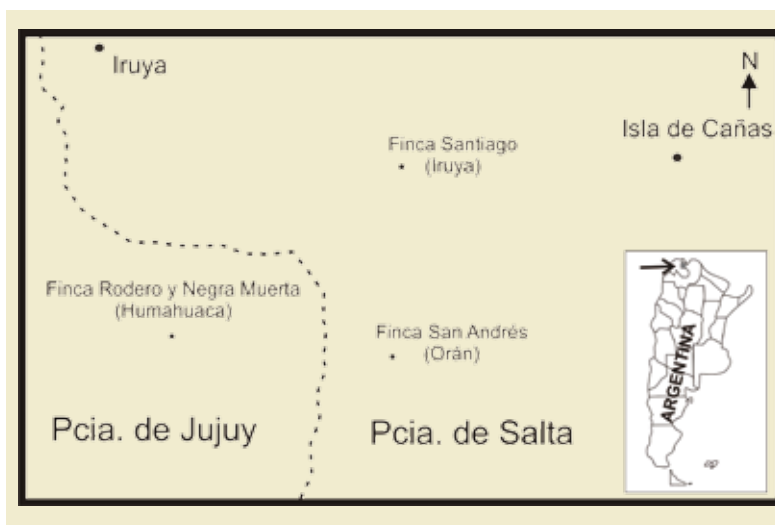 Iruya
N
Isla de Cañas
Finca Santiago
(Iruya)
Finca Rodero y Negra Muerta
(Humahuaca)
Finca San Andrés
(Orán)
Pcia. de Jujuy
Pcia. de Salta
ARGENTINA